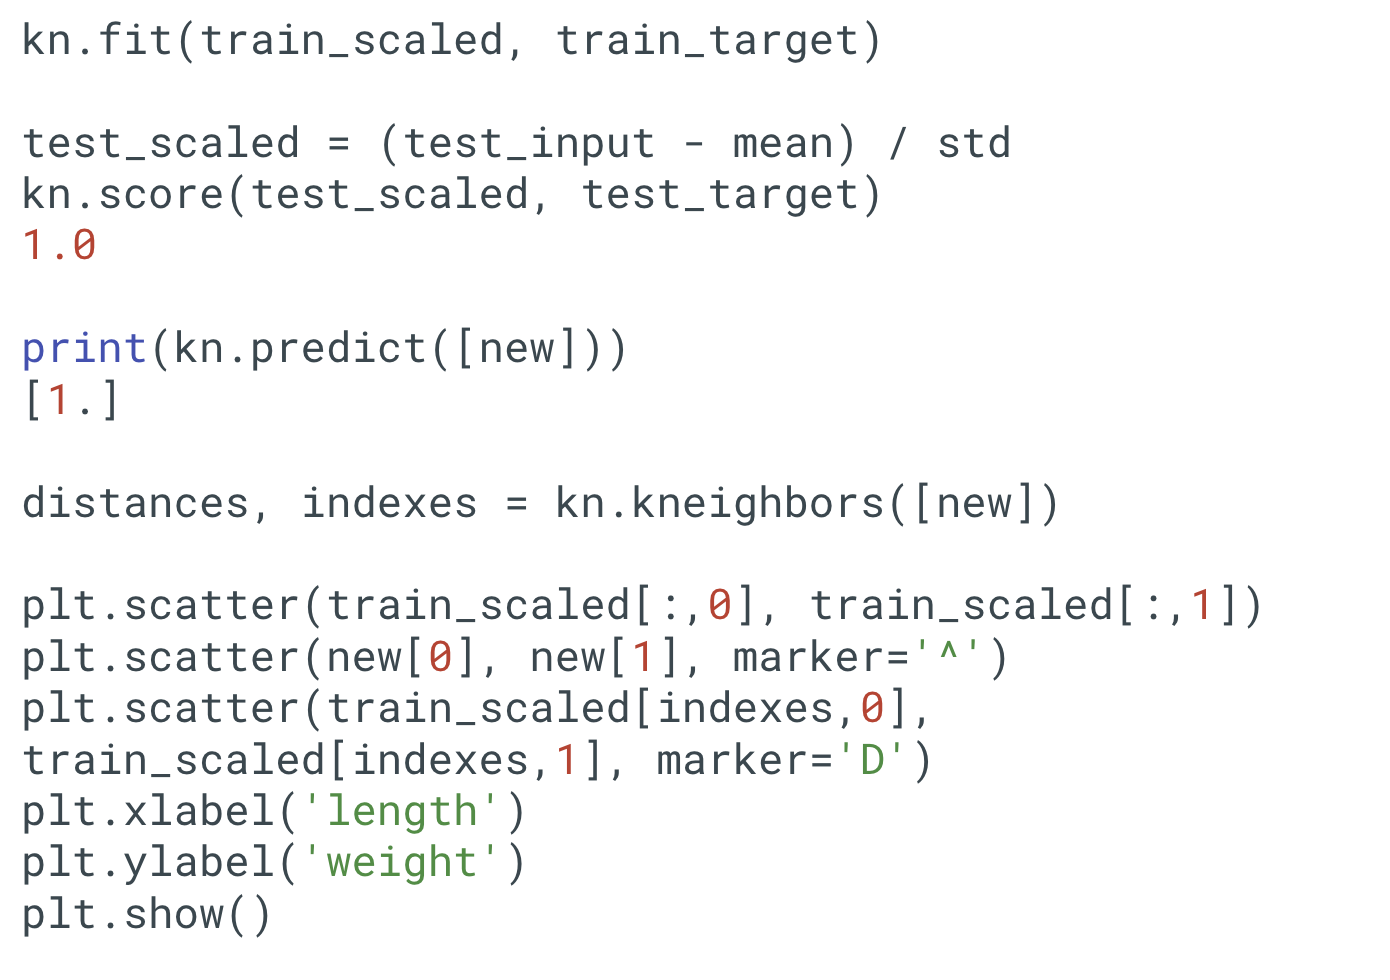 kn.fit(train_scaled, train_target)
test_scaled = (test_input - mean) / std
kn.score(test_scaled, test_target)
1.0
print(kn.predict([new]))
[1.]
distances, indexes = kn.kneighbors([new])
plt.scatter(train_scaled[:,0], train_scaled[:,1])
plt.scatter(new[0], new[1], marker='^')
plt.scatter(train_scaled[indexes,0],
train_scaled[indexes,1], marker='D')
plt.xlabel('length')
plt.ylabel('weight')
plt.show()